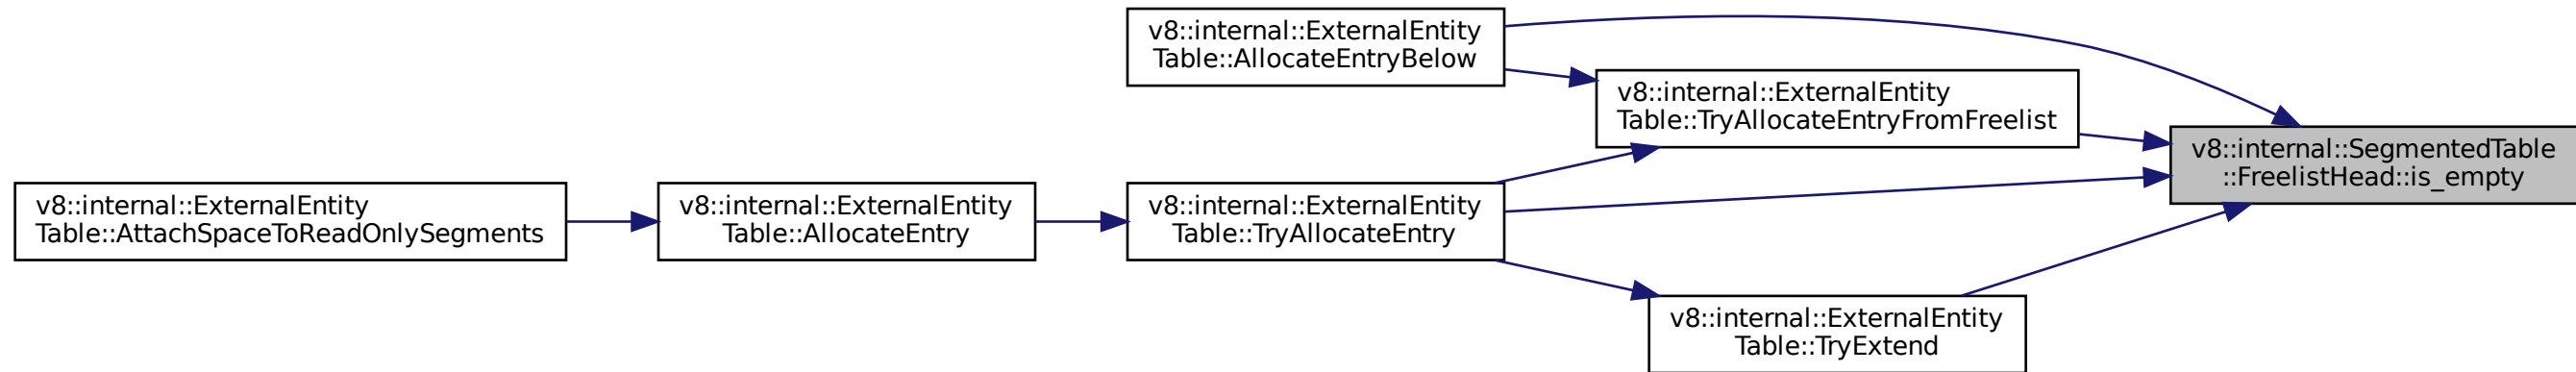 v8::internal::ExternalEntity
Table::AllocateEntryBelow
v8::internal::ExternalEntity
Table::TryAllocateEntryFromFreelist
v8::internal::SegmentedTable
::FreelistHead::is_empty
v8::internal::ExternalEntity
Table::AttachSpaceToReadOnlySegments
v8::internal::ExternalEntity
Table::AllocateEntry
v8::internal::ExternalEntity
Table::TryAllocateEntry
v8::internal::ExternalEntity
Table::TryExtend